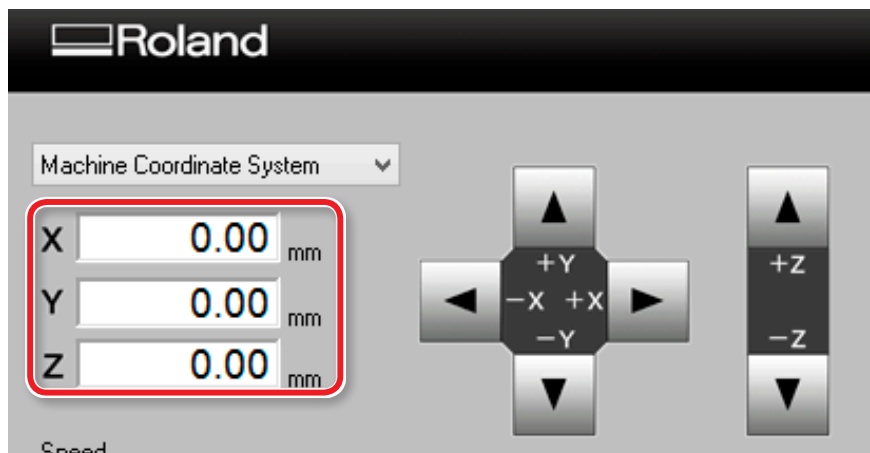 Roland
Machine Coordinate System
X 0.00 mm
Y 0.00 mm
Z 0.00 mm
+Y
-X +X
-Y
+Z
-Z
Speed